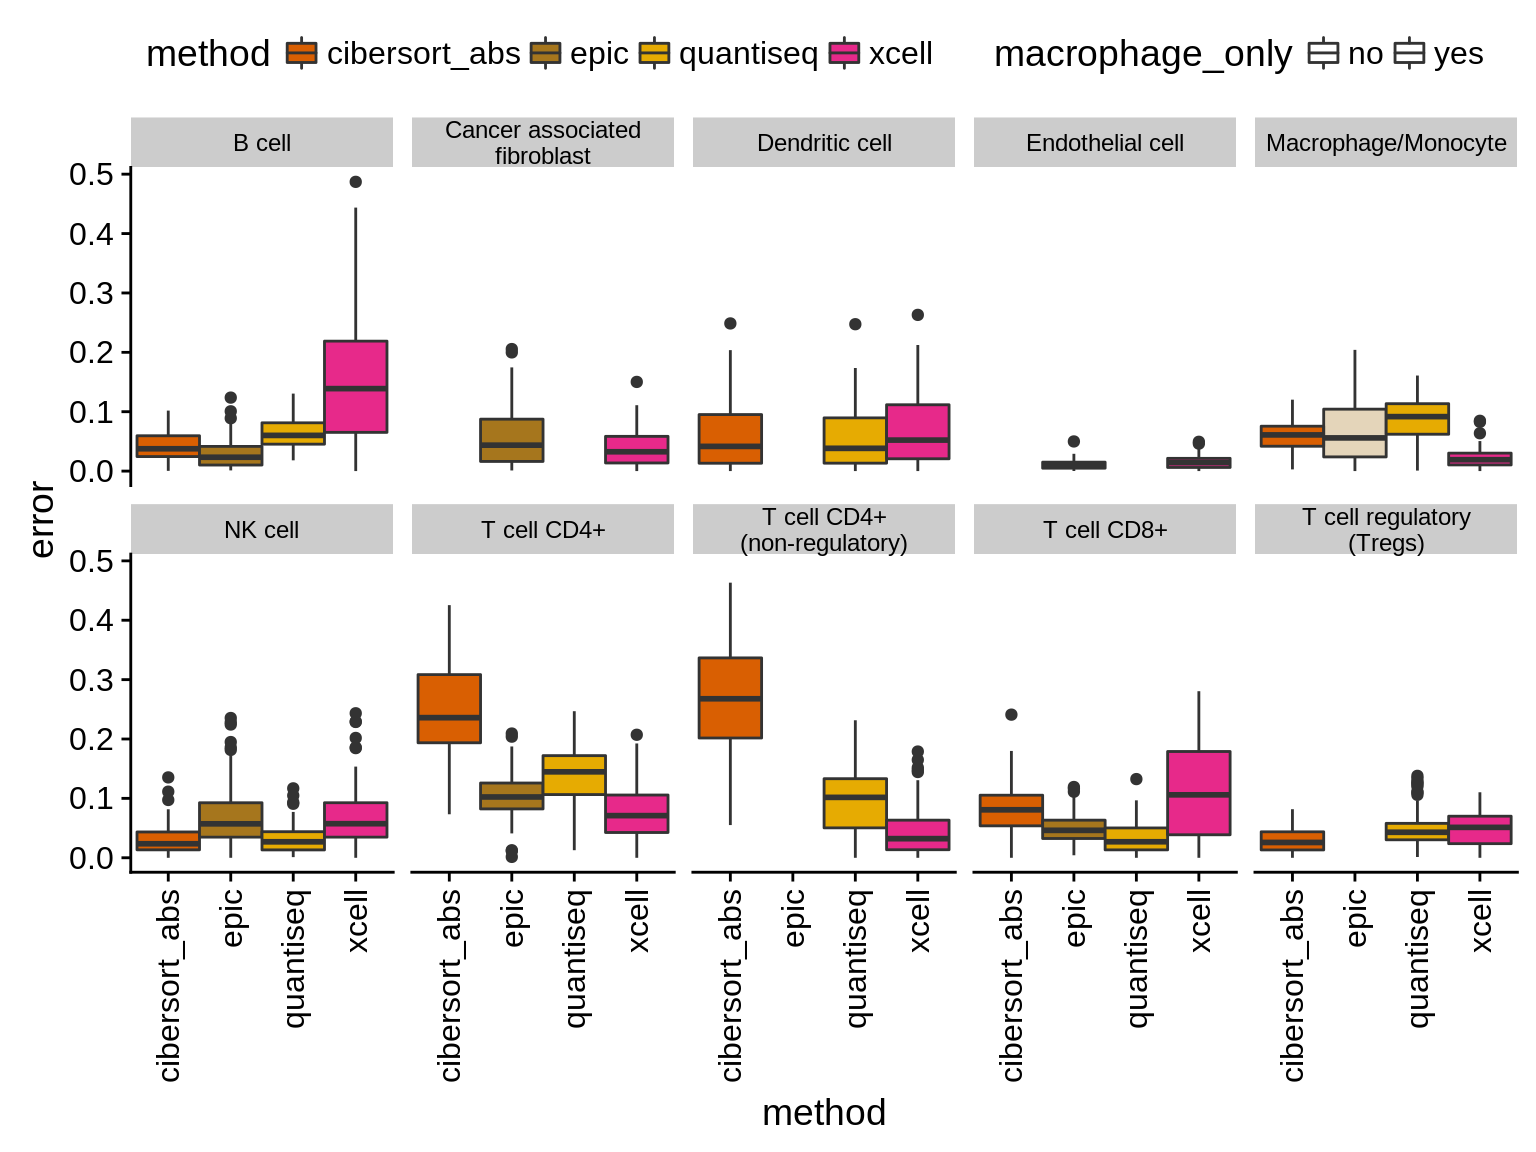 method cibersort_abs epic quantiseq xcell macrophage_only no yes
B cell
Cancer associated
fibroblast
Dendritic cell
Endothelial cell
Macrophage/Monocyte
0.5
0.4
0.3
0.2
0.1
0.0
error
NK cell
T cell CD4+
T cell CD4+
(non-regulatory)
T cell CD8+
T cell regulatory
(Tregs)
0.5
0.4
0.3
0.2
0.1
0.0
cibersort_abs
epic
quantiseq
xcell
cibersort_abs
epic
quantiseq
xcell
cibersort_abs
epic
quantiseq
xcell
cibersort_abs
epic
quantiseq
xcell
cibersort_abs
epic
quantiseq
xcell
method